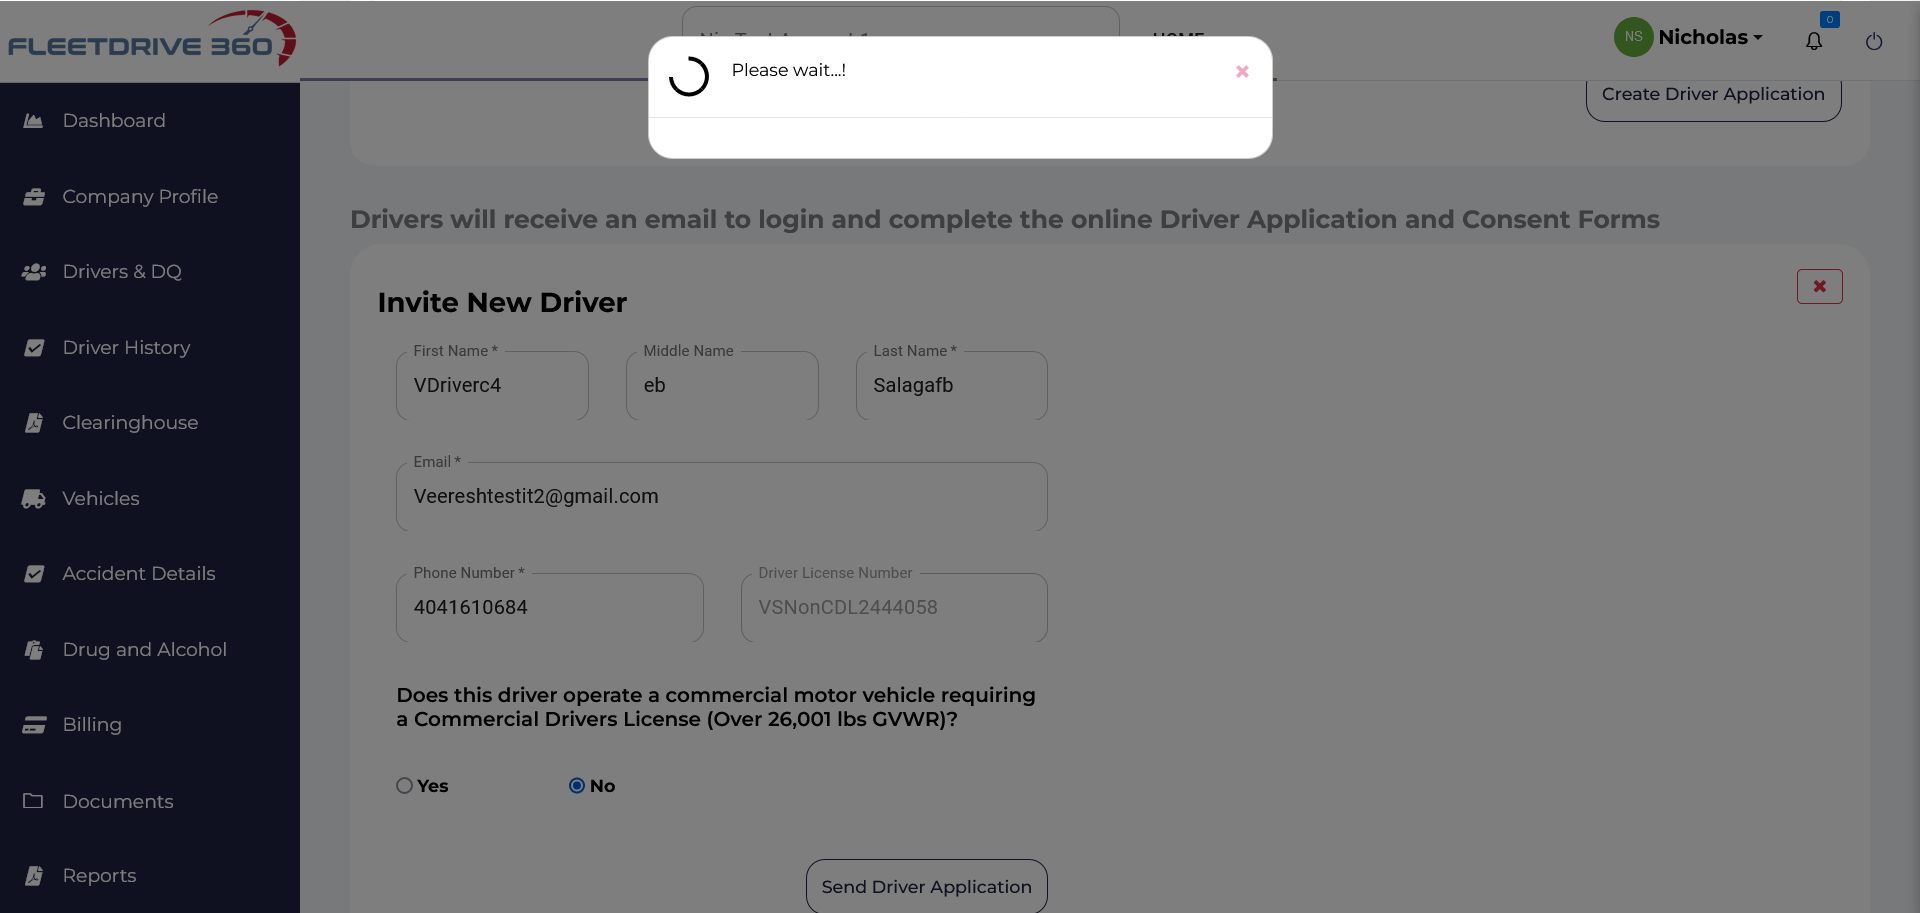 FLEETDRIVE 360
HOME
NS
Nicholas
0
Please wait...!
Dashboard
Company Profile
Drivers & DQ
Driver History
Clearinghouse
Vehicles
Accident Details
Drug and Alcohol
Billing
Documents
Reports
Create Driver Application
Drivers will receive an email to login and complete the online Driver Application and Consent Forms
Invite New Driver
First Name *
VDriverc4
Middle Name
eb
Last Name *
Salagafb
Email *
Veereshtestit2@gmail.com
Phone Number *
4041610684
Driver License Number
VSNonCDL2444058
Does this driver operate a commercial motor vehicle requiring
a Commercial Drivers License (Over 26,001 lbs GVWR)?
Yes
No
Send Driver Application